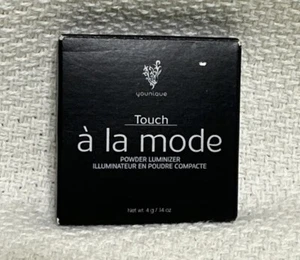 younique
Touch
à la mode
POWDER LUMINIZER
ILLUMINATEUR EN POUDRE COMPACTE
Net wt. 4 g / .14 oz.